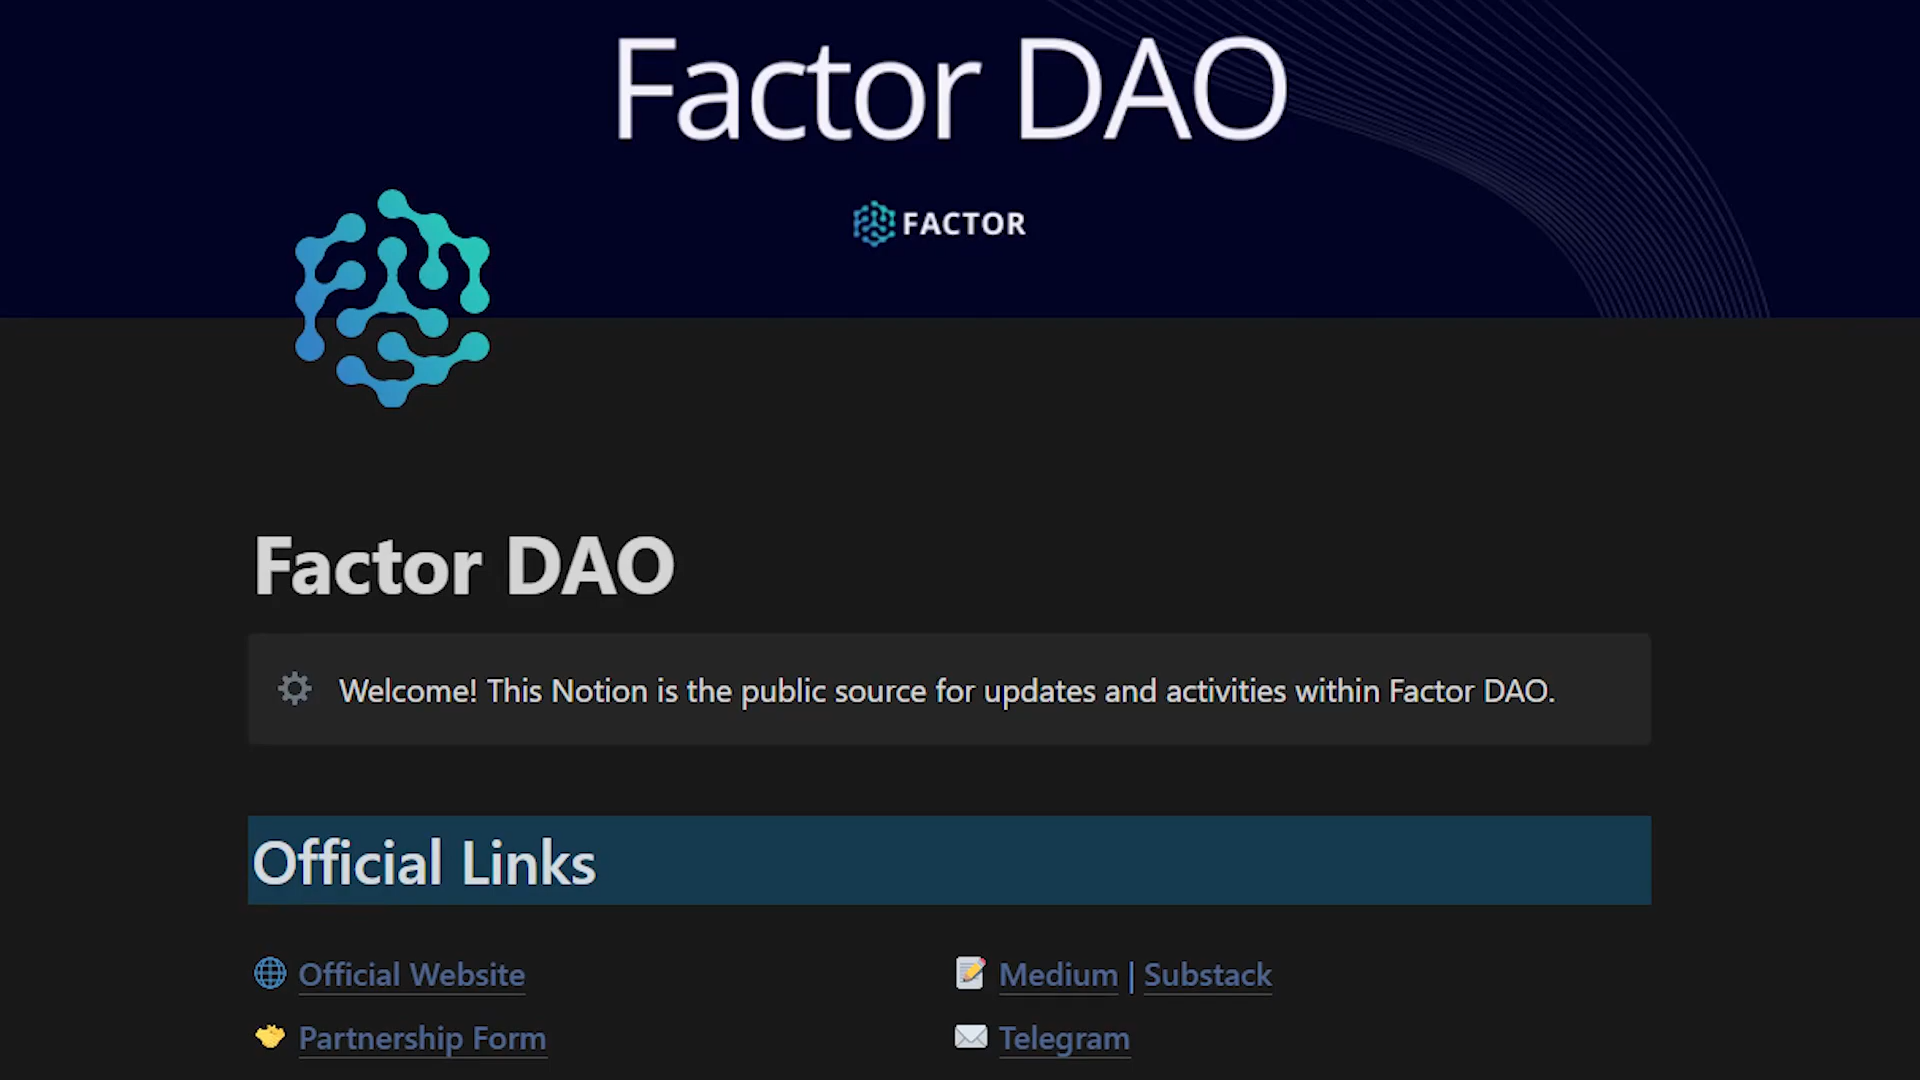 Factor DAO
FACTOR
Factor DAO
Welcome! This Notion is the public source for updates and activities within Factor DAO.
Official Links
Official Website
Medium | Substack
Partnership Form
Telegram